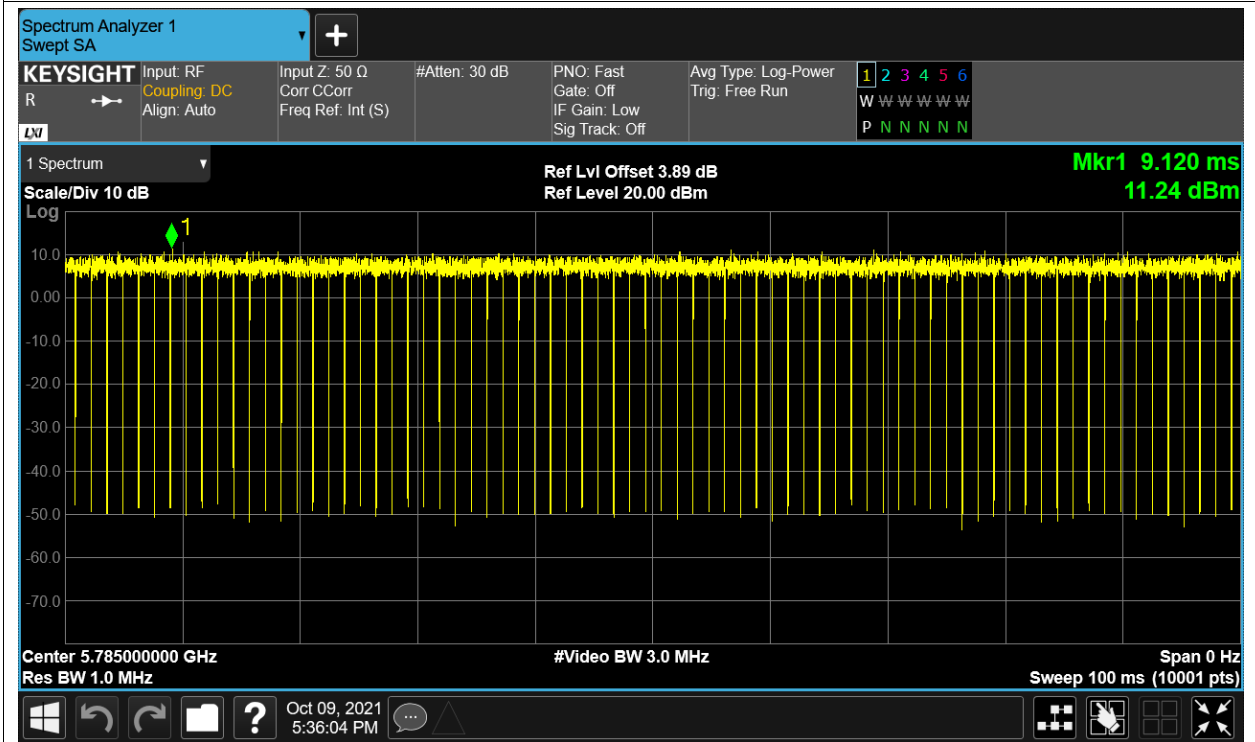 Spectrum Analyzer 1
Swept SA
+
KEYSIGHT
R
LXI
Input: RF
Coupling: DC
Align: Auto
Input Z: 50 Ω
Corr CCorr
Freq Ref: Int (S)
#Atten: 30 dB
PNO: Fast
Gate: Off
IF Gain: Low
Sig Track: Off
Avg Type: Log-Power
Trig: Free Run
1 2 3 4 5 6
W W W W W W
P N N N N N
1 Spectrum
Scale/Div 10 dB
Log
Ref Lvl Offset 3.89 dB
Ref Level 20.00 dBm
Mkr1 9.120 ms
11.24 dBm
1
10.0
0.00
-10.0
-20.0
-30.0
-40.0
-50.0
-60.0
-70.0
Center 5.785000000 GHz
Res BW 1.0 MHz
#Video BW 3.0 MHz
Span 0 Hz
Sweep 100 ms (10001 pts)
?
Oct 09, 2021
5:36:04 PM